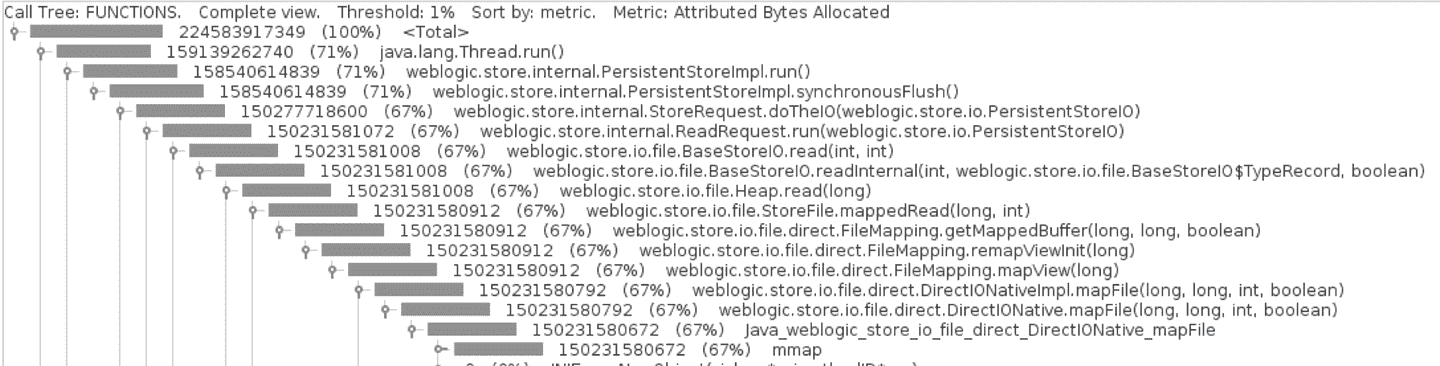 Call Tree: FUNCTIONS. Complete view. Threshold: 1% Sort by: metric. Metric: Attributed Bytes Allocated
224583917349 (100%) <Total>
159139262740 (71%) java.lang.Thread.run()
158540614839 (71%) weblogic.store.internal.PersistentStoreImpl.run()
158540614839 (71%) weblogic.store.internal.PersistentStoreImpl.synchronousFlush()
150277718600 (67%) weblogic.store.internal.StoreRequest.doTheIO(weblogic.store.io.PersistentStoreIO)
150231581072 (67%) weblogic.store.internal.ReadRequest.run(weblogic.store.io.PersistentStoreIO)
150231581008 (67%) weblogic.store.io.file.BaseStoreIO.read(int, int)
150231581008 (67%) weblogic.store.io.file.BaseStoreIO.readInternal(int, weblogic.store.io.file.BaseStoreIO$TypeRecord, boolean)
150231581008 (67%) weblogic.store.io.file.Heap.read(long)
150231580912 (67%) weblogic.store.io.file.StoreFile.mappedRead(long, int)
150231580912 (67%) weblogic.store.io.file.direct.FileMapping.getMappedBuffer(long, long, boolean)
150231580912 (67%) weblogic.store.io.file.direct.FileMapping.remapViewInit(long)
150231580912 (67%) weblogic.store.io.file.direct.FileMapping.mapView(long)
150231580792 (67%) weblogic.store.io.file.direct.DirectIONativeImpl.mapFile(long, long, int, boolean)
150231580792 (67%) weblogic.store.io.file.direct.DirectIONative.mapFile(long, long, int, boolean)
150231580672 (67%) Java_weblogic_store_io_file_direct_DirectIONative_mapFile
150231580672 (67%) mmap